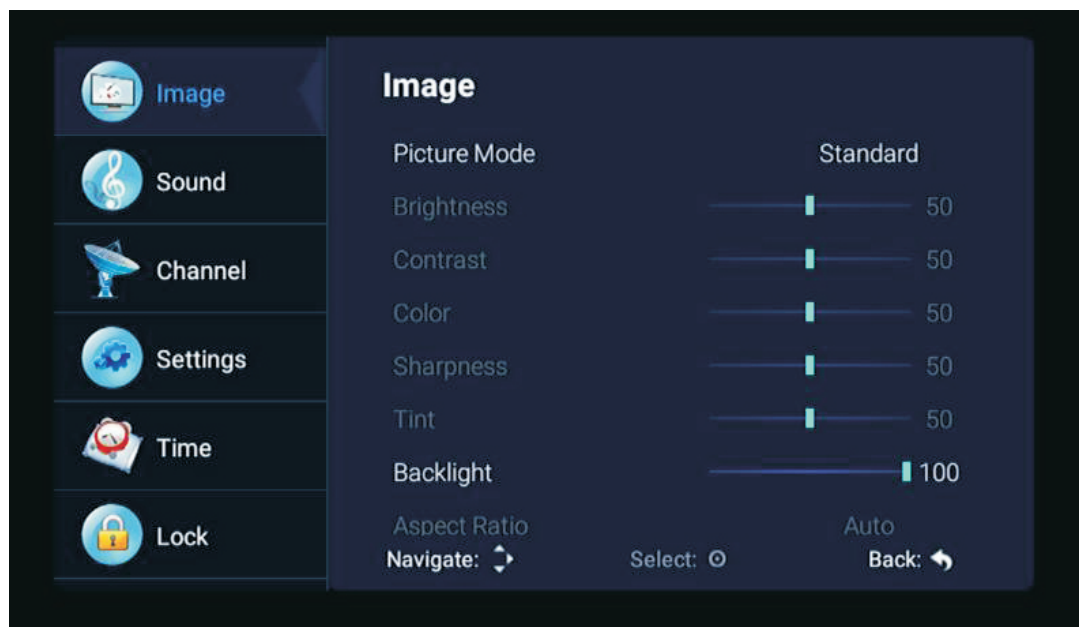 Image
Sound
Channel
Settings
Time
Lock
Image
Picture Mode Standard
Brightness 50
Contrast 50
Color 50
Sharpness 50
Tint 50
Backlight 100
Aspect Ratio Auto
Navigate: Select: Back: